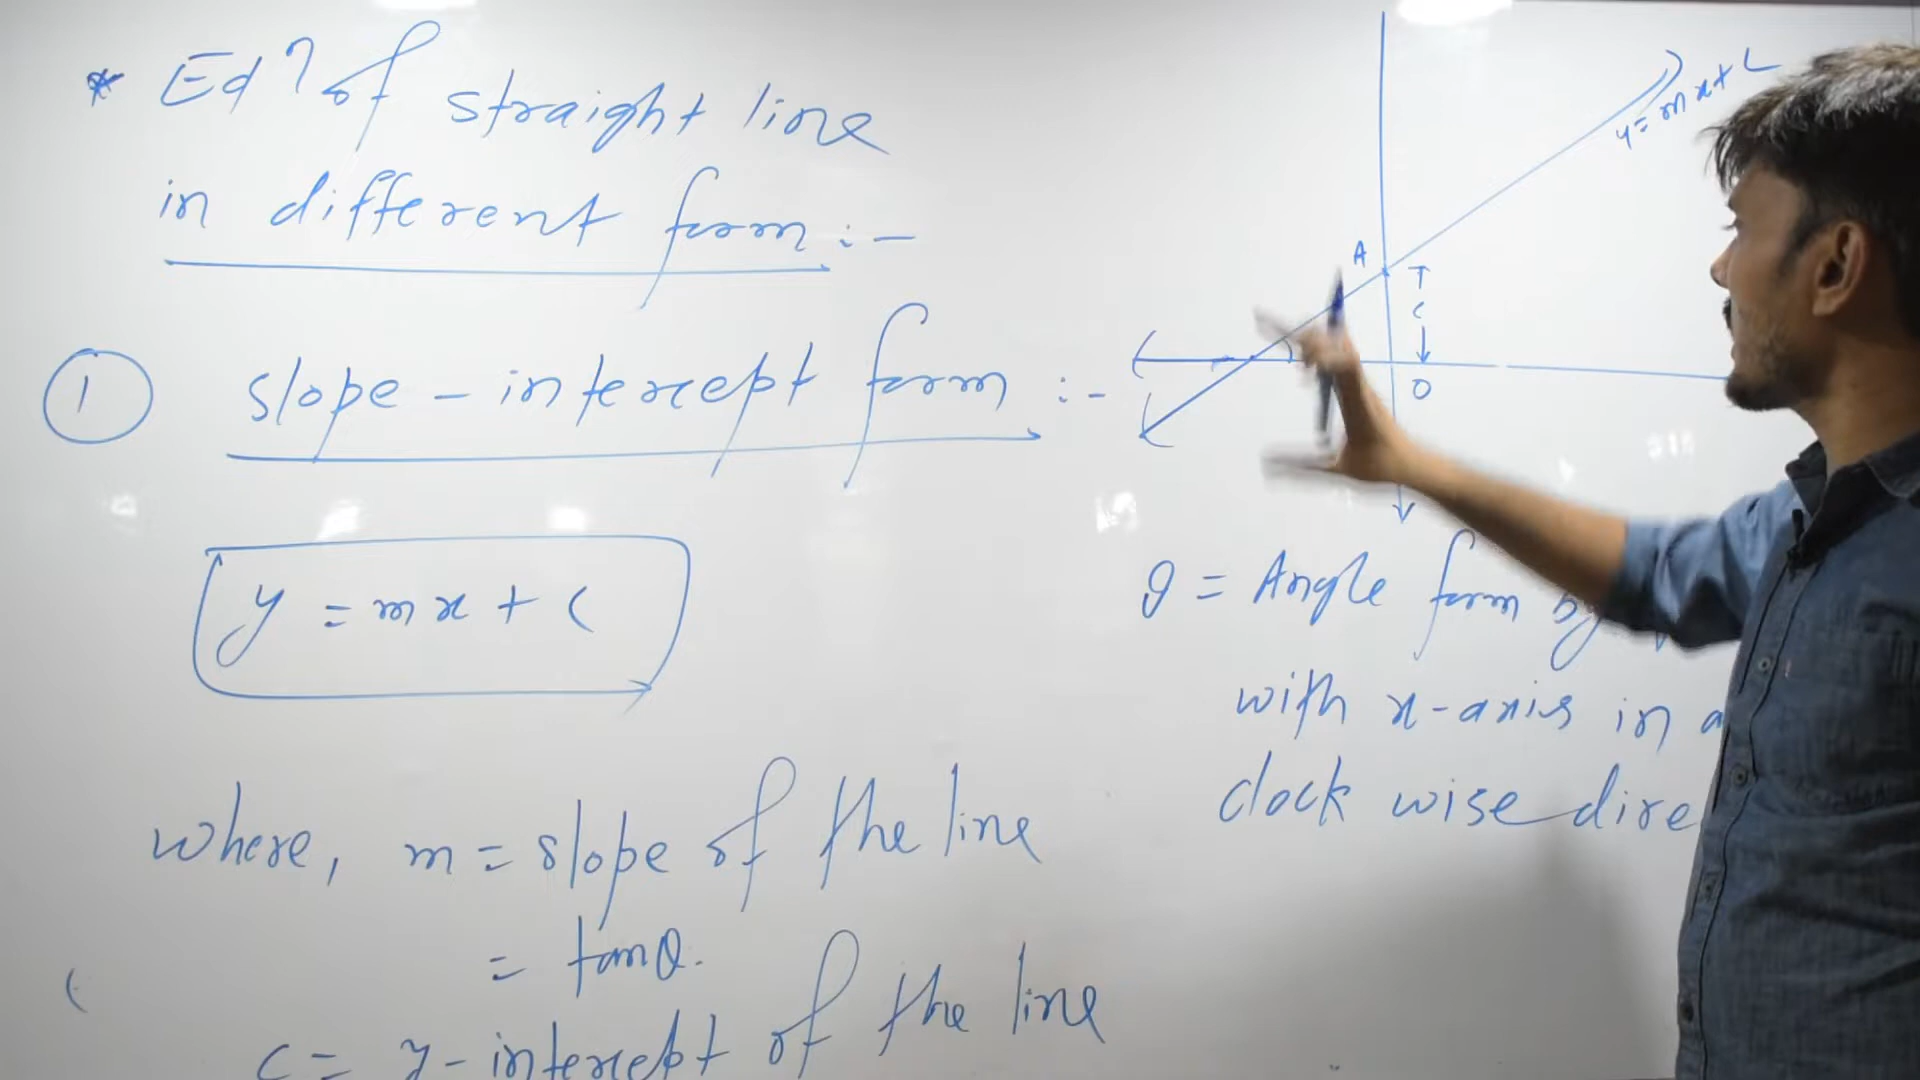 * Eqn of straight line
in different form :-
1 slope - intercept form :-
y = mx + c
where, m = slope of the line
= tanθ.
c = y - intercept of the line
y = mx + c
A
c
O
θ = Angle form by
with x-axis in a
clock wise dire